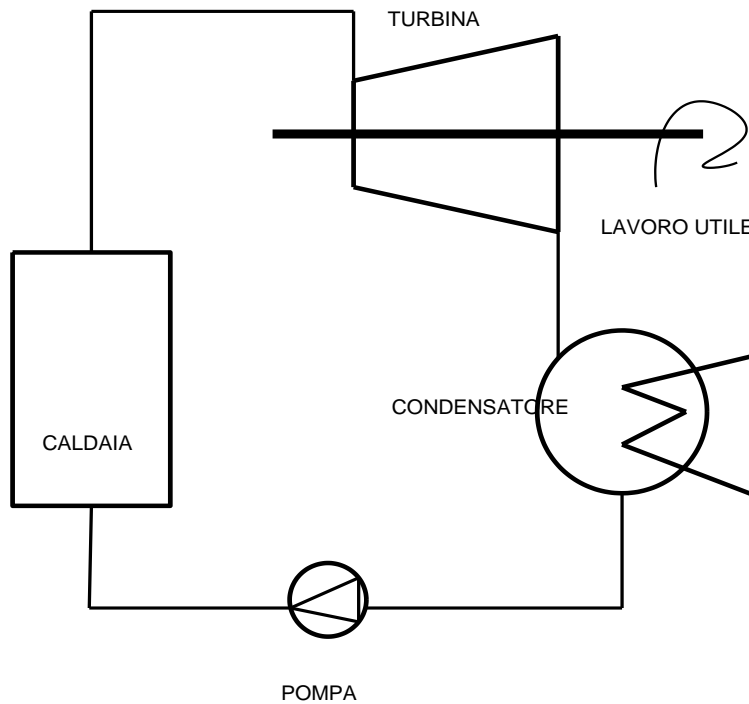 TURBINA
LAVORO UTILE
CONDENSATORE
CALDAIA
POMPA